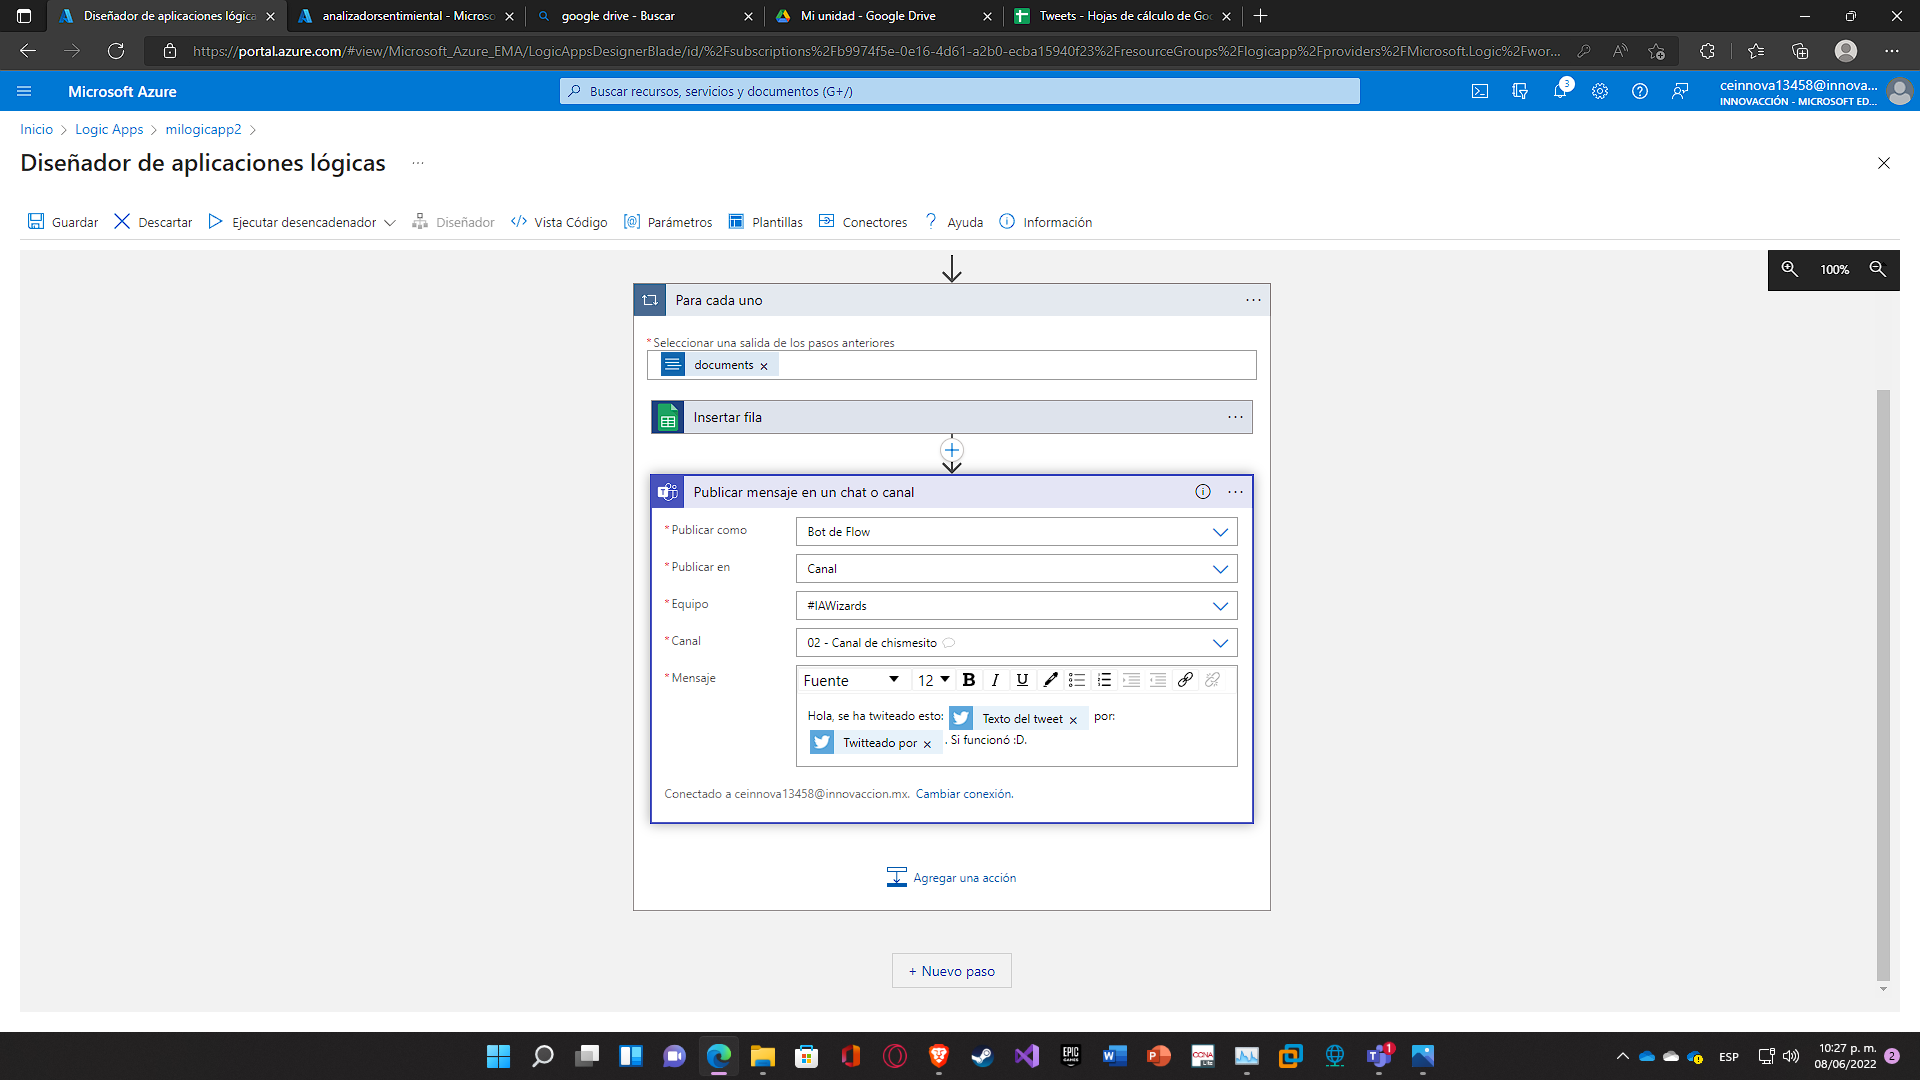 Diseñador de aplicaciones lógica
analizadorsentimiental - Microso
google drive - Buscar
Mi unidad - Google Drive
Tweets - Hojas de cálculo de Goo
https://portal.azure.com/#view/Microsoft_Azure_EMA/LogicAppsDesignerBlade/id/%2Fsubscriptions%2Fb9974f5e-0e16-4d61-a2b0-ecba15940f23%2FresourceGroups%2Flogicapp%2Fproviders%2FMicrosoft.Logic%2Fwor...
Microsoft Azure
Buscar recursos, servicios y documentos (G+/)
3
ceinnova13458@innova...
INNOVACCIÓN - MICROSOFT ED...
Inicio > Logic Apps > milogicapp2 >
Diseñador de aplicaciones lógicas ...
Guardar
Descartar
Ejecutar desencadenador
Diseñador
Vista Código
Parámetros
Plantillas
Conectores
Ayuda
Información
100%
Para cada uno
*Seleccionar una salida de los pasos anteriores
documents
Insertar fila
Publicar mensaje en un chat o canal
*Publicar como
Bot de Flow
*Publicar en
Canal
*Equipo
#IAWizards
*Canal
02 - Canal de chismesito
*Mensaje
Fuente 12 B I U
Hola, se ha twiteado esto: Texto del tweet × por:
Twitteado por × . Si funcionó :D.
Conectado a ceinnova13458@innovaccion.mx. Cambiar conexión.
Agregar una acción
+ Nuevo paso
EPIC GAMES
CCNA
1
ESP
10:27 p. m.
08/06/2022
2